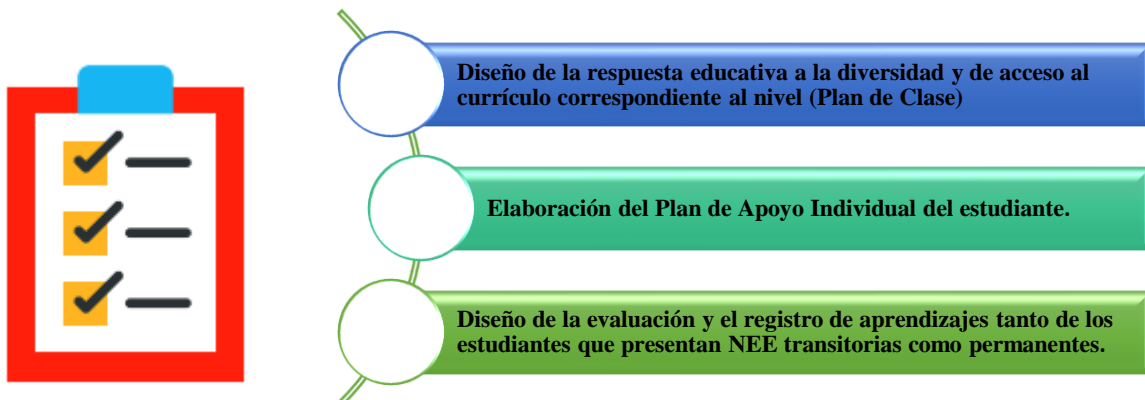 Diseño de la respuesta educativa a la diversidad y de acceso al
currículo correspondiente al nivel (Plan de Clase)
Elaboración del Plan de Apoyo Individual del estudiante.
Diseño de la evaluación y el registro de aprendizajes tanto de los
estudiantes que presentan NEE transitorias como permanentes.